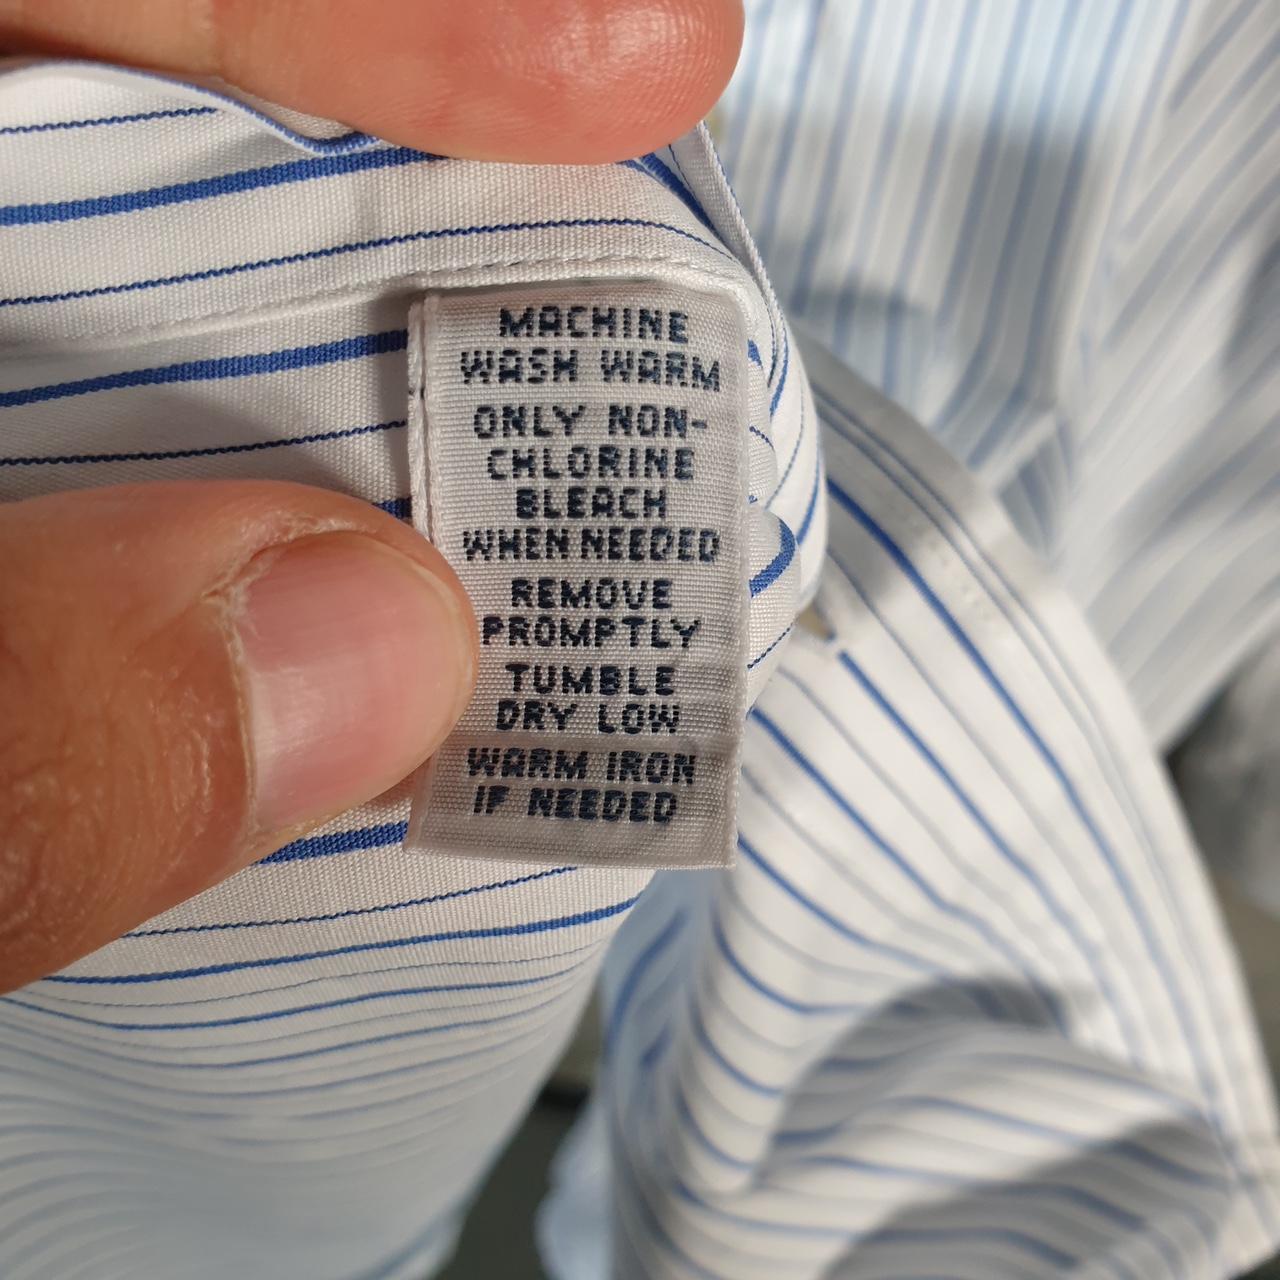 MACHINE
WASH WARM
ONLY NON-
CHLORINE
BLEACH
WHEN NEEDED
REMOVE
PROMPTLY
TUMBLE
DRY LOW
WARM IRON
IF NEEDED